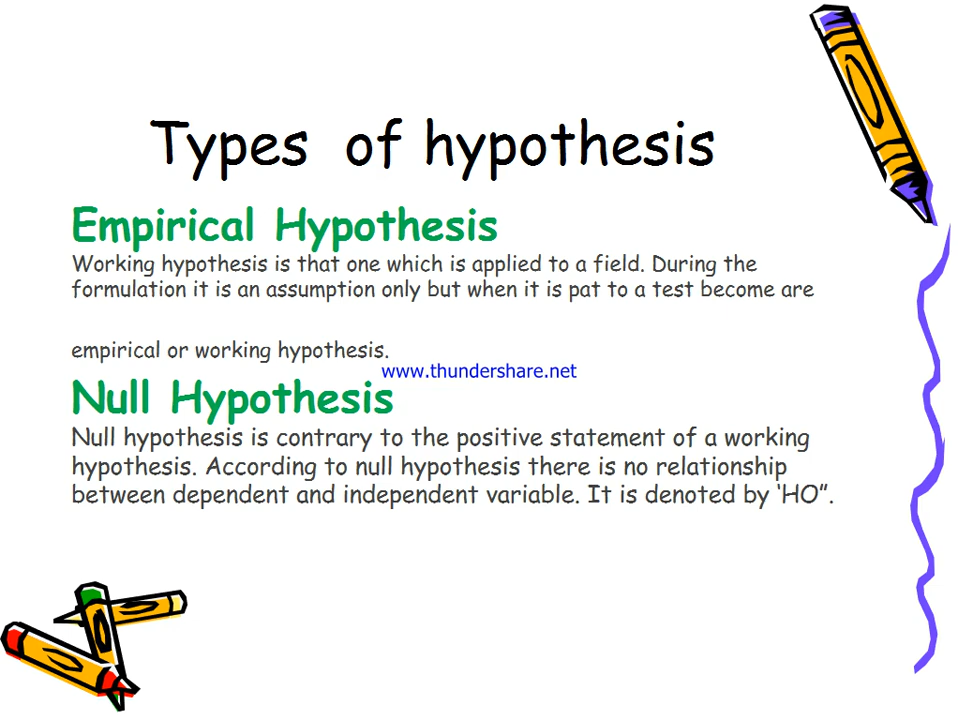 Types of hypothesis
Empirical Hypothesis
Working hypothesis is that one which is applied to a field. During the
formulation it is an assumption only but when it is pat to a test become are
empirical or working hypothesis.
www.thundershare.net
Null Hypothesis
Null hypothesis is contrary to the positive statement of a working
hypothesis. According to null hypothesis there is no relationship
between dependent and independent variable. It is denoted by ‘HO”.